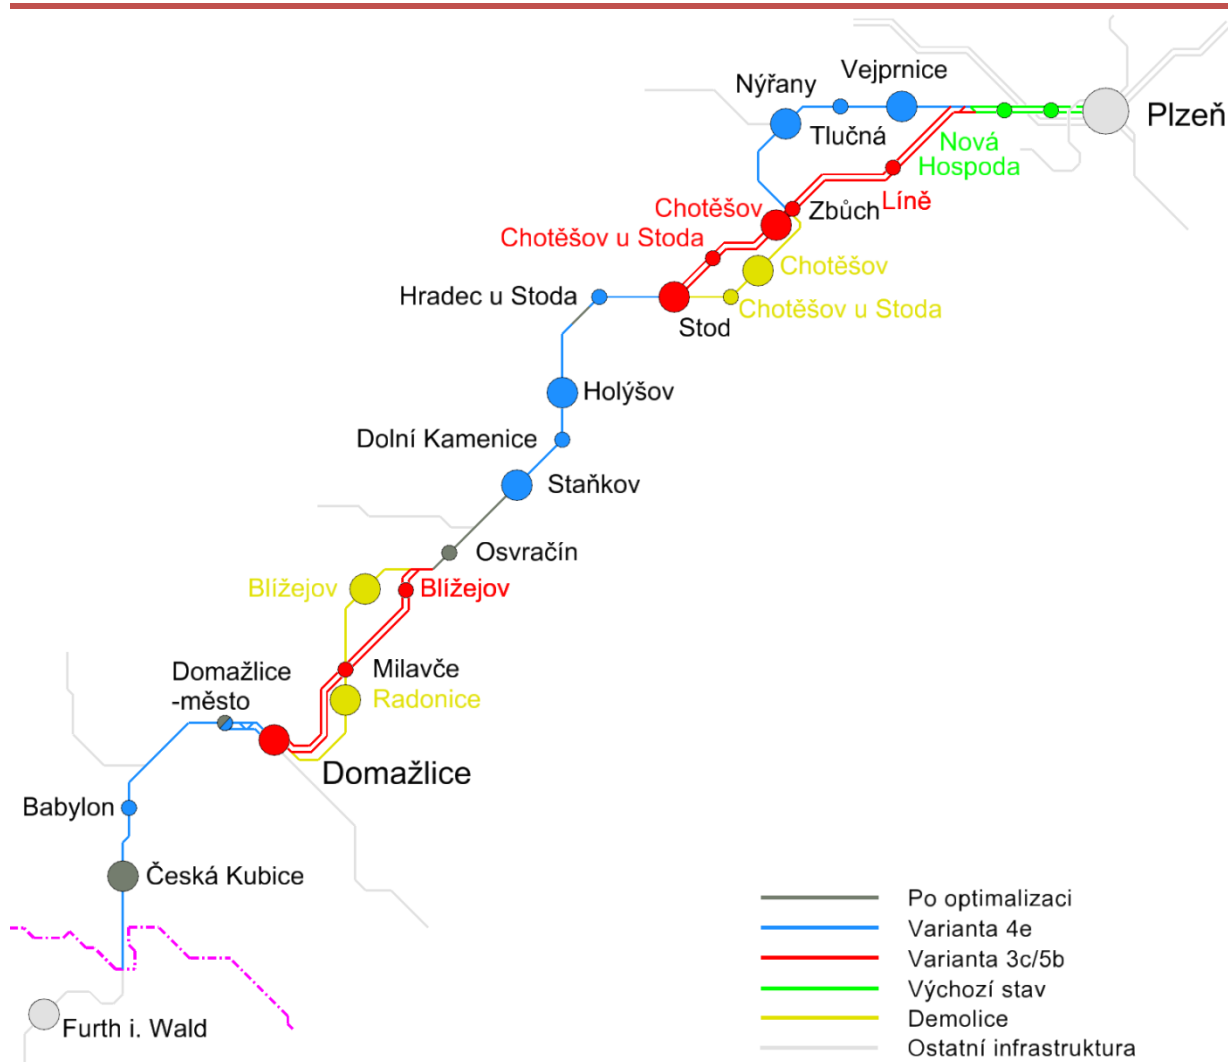 Vejprnice
Nýřany
Plzeň
Tlučná
Nová
Hospoda
Líně
Zbůch
Chotěšov
Chotěšov u Stoda
Chotěšov
Chotěšov u Stoda
Hradec u Stoda
Stod
Holýšov
Dolní Kamenice
Staňkov
Osvračín
Blížejov
Blížejov
Domažlice
-město
Milavče
Radonice
Domažlice
Babylon
Česká Kubice
Furth i. Wald
Po optimalizaci
Varianta 4e
Varianta 3c/5b
Výchozí stav
Demolice
Ostatní infrastruktura